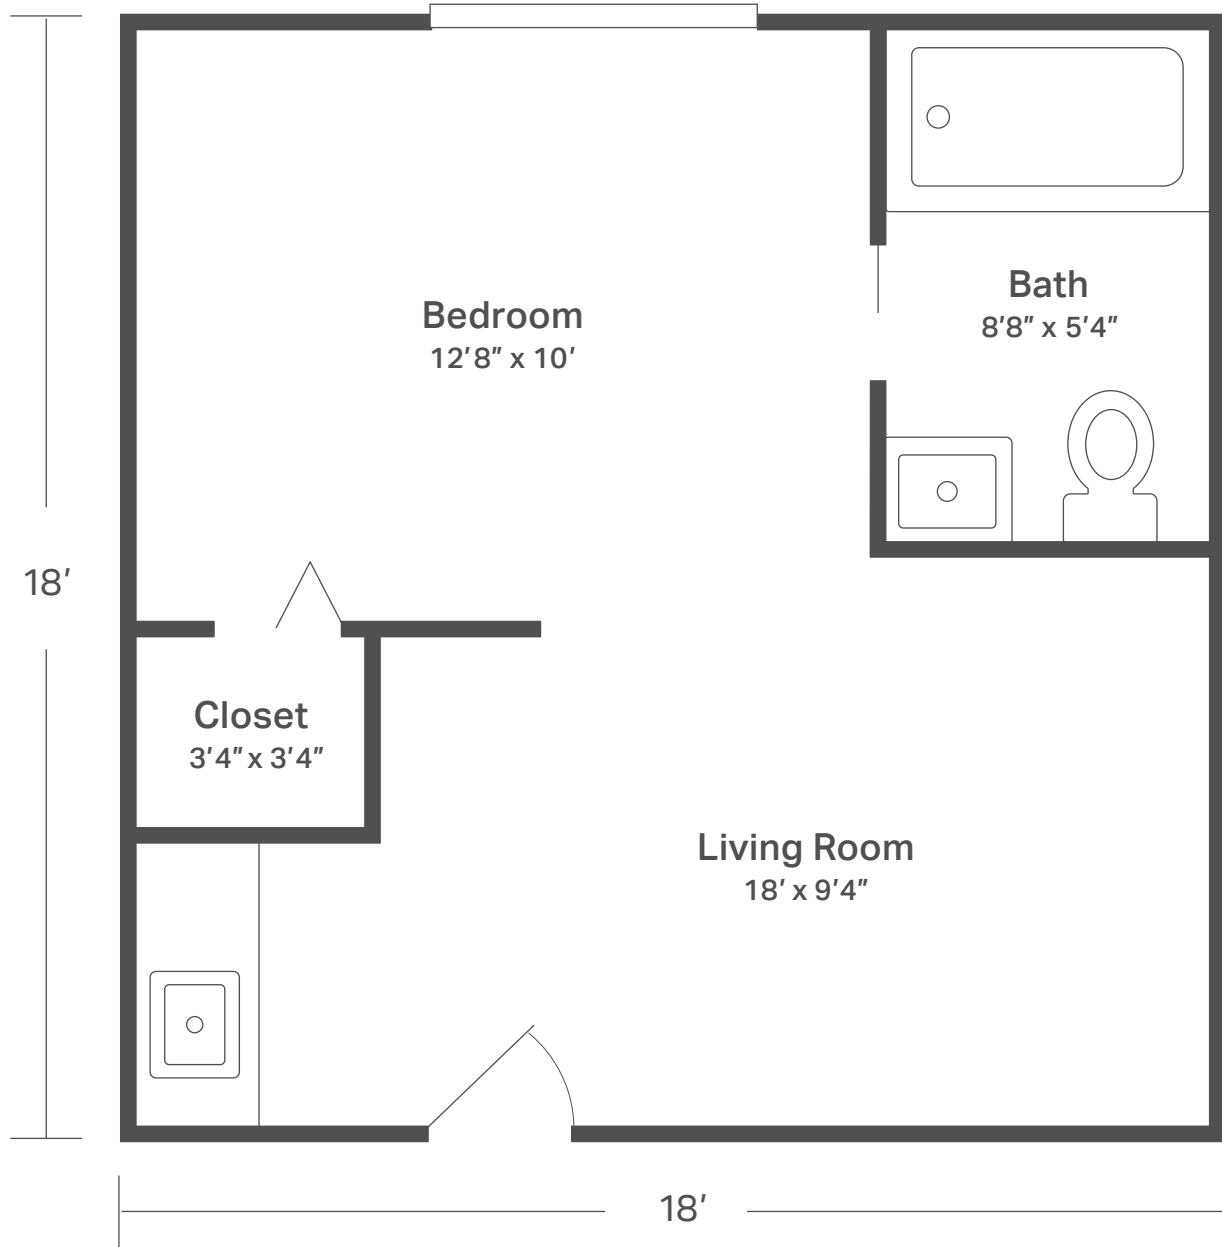 Bath
8′8″ x 5′4″
Bedroom
12′8″ x 10′
18′
Closet
3′4″ x 3′4″
Living Room
18′ x 9′4″
18′